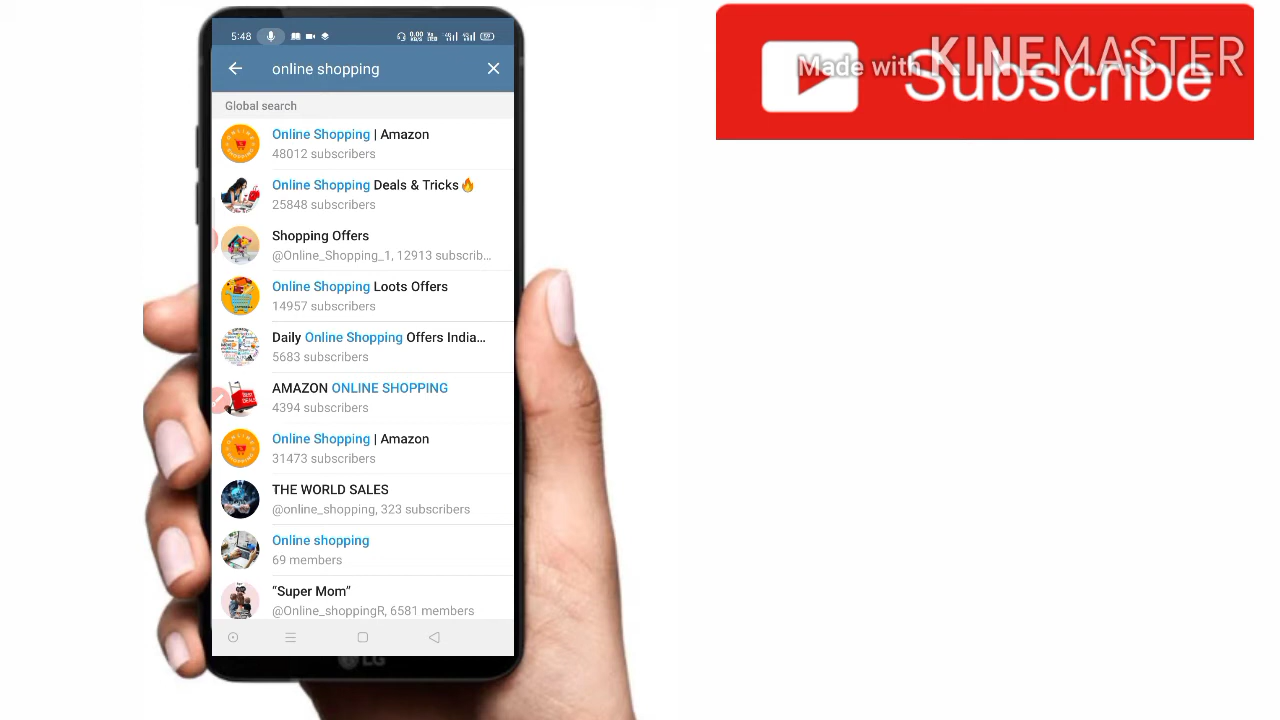 5:48
online shopping
Global search
Online Shopping | Amazon
48012 subscribers
Online Shopping Deals & Tricks🔥
25848 subscribers
Shopping Offers
@Online_Shopping_1, 12913 subscrib...
Online Shopping Loots Offers
14957 subscribers
Daily Online Shopping Offers India...
5683 subscribers
AMAZON ONLINE SHOPPING
4394 subscribers
Online Shopping | Amazon
31473 subscribers
THE WORLD SALES
@online_shopping, 323 subscribers
Online shopping
69 members
“Super Mom”
@Online_shoppingR, 6581 members
LG
Made with KINEMASTER
Subscribe